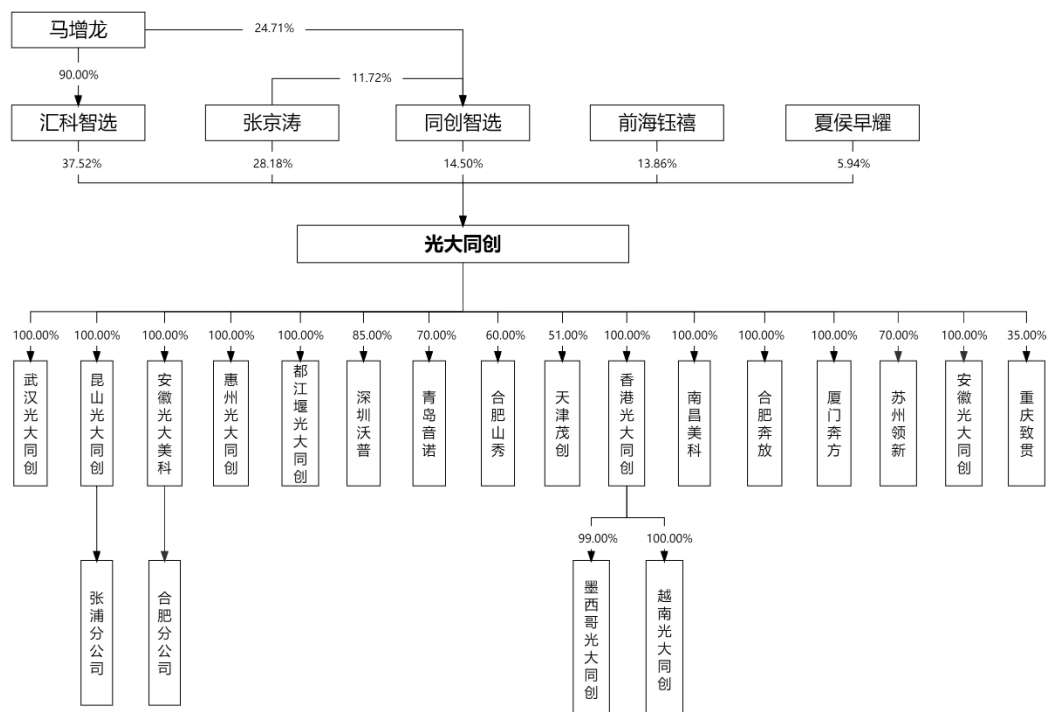 马增龙
24.71%
90.00%
11.72%
汇科智选
张京涛
同创智选
前海钰禧
夏侯早耀
37.52%
28.18%
14.50%
13.86%
5.94%
光大同创
100.00%
100.00%
100.00%
100.00%
100.00%
85.00%
70.00%
60.00%
51.00%
100.00%
100.00%
100.00%
100.00%
70.00%
100.00%
35.00%
武汉光大同创
昆山光大同创
安徽光大美科
惠州光大同创
都江堰光大同创
深圳沃普
青岛音诺
合肥山秀
天津茂创
香港光大同创
南昌美科
合肥奔放
厦门奔方
苏州领新
安徽光大同创
重庆致贯
99.00%
100.00%
张浦分公司
合肥分公司
墨西哥光大同创
越南光大同创